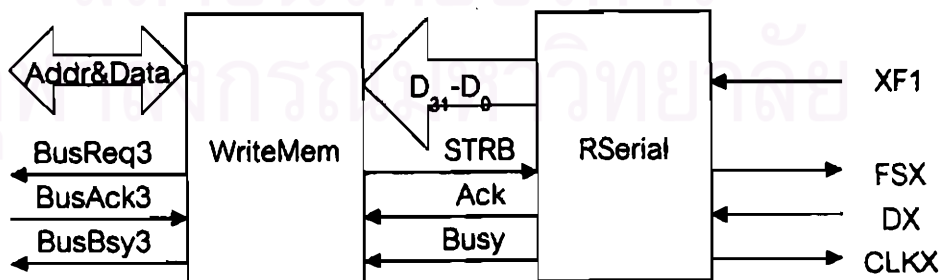 Addr&Data
BusReq3
BusAck3
BusBsy3
WriteMem
D31-D0
STRB
Ack
Busy
RSerial
XF1
FSX
DX
CLKX